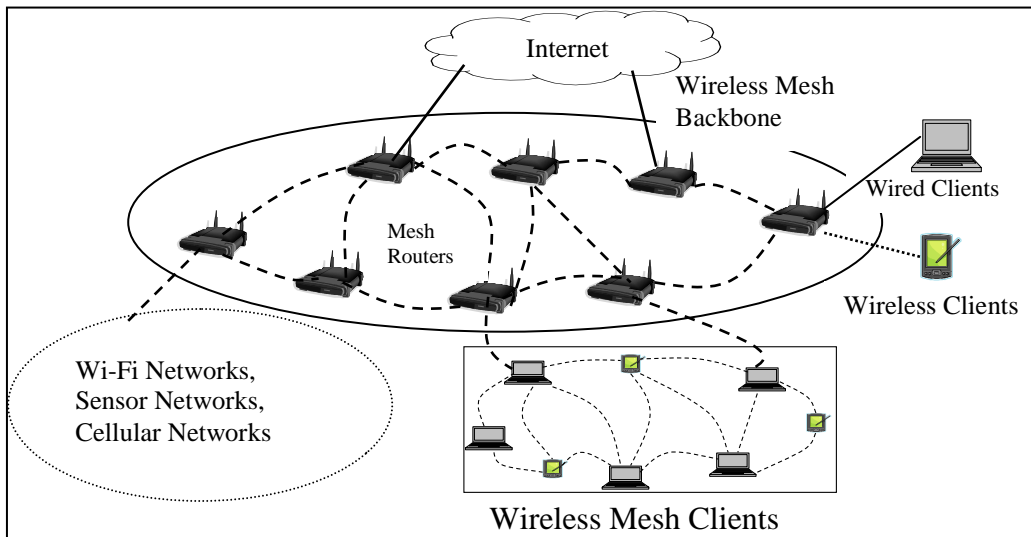 Internet
Wireless Mesh
Backbone
Wired Clients
Mesh
Routers
Wireless Clients
Wi-Fi Networks,
Sensor Networks,
Cellular Networks
Wireless Mesh Clients